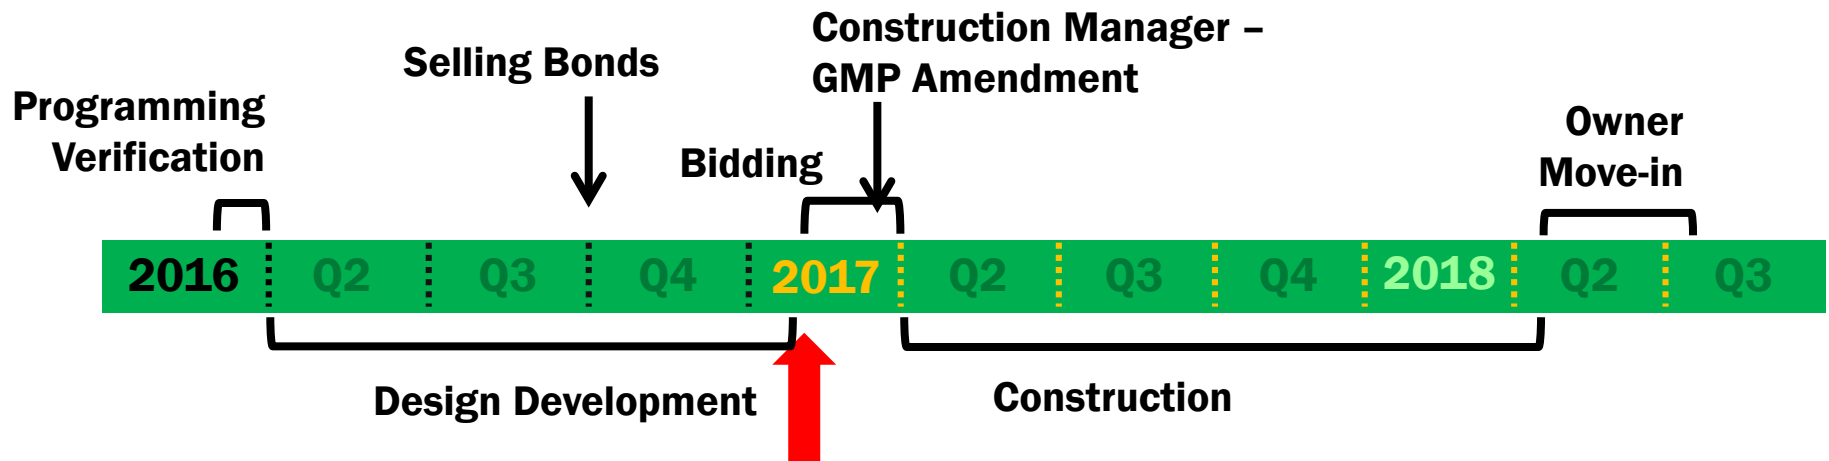 Programming
Verification
Selling Bonds
Bidding
Construction Manager –
GMP Amendment
Owner
Move-in
2016 Q2 Q3 Q4 2017 Q2 Q3 Q4 2018 Q2 Q3
Design Development
Construction